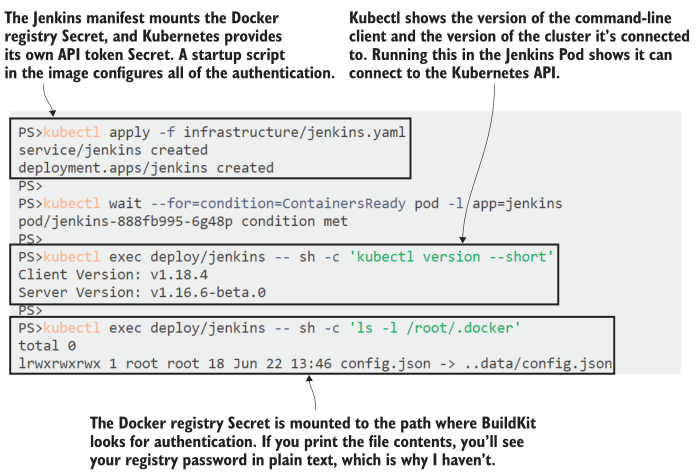 The Jenkins manifest mounts the Docker
registry Secret, and Kubernetes provides
its own API token Secret. A startup script
in the image configures all of the authentication.
Kubectl shows the version of the command-line
client and the version of the cluster it's connected
to. Running this in the Jenkins Pod shows it can
connect to the Kubernetes API.
PS>kubectl apply -f infrastructure/jenkins.yaml
service/jenkins created
deployment.apps/jenkins created
PS>
PS>kubectl wait --for=condition=ContainersReady pod -l app=jenkins
pod/jenkins-888fb995-6g48p condition met
PS>
PS>kubectl exec deploy/jenkins -- sh -c 'kubectl version --short'
Client Version: v1.18.4
Server Version: v1.16.6-beta.0
PS>
PS>kubectl exec deploy/jenkins -- sh -c 'ls -l /root/.docker'
total 0
lrwxrwxrwx 1 root root 18 Jun 22 13:46 config.json -> ..data/config.json
The Docker registry Secret is mounted to the path where BuildKit
looks for authentication. If you print the file contents, you'll see
your registry password in plain text, which is why I haven't.